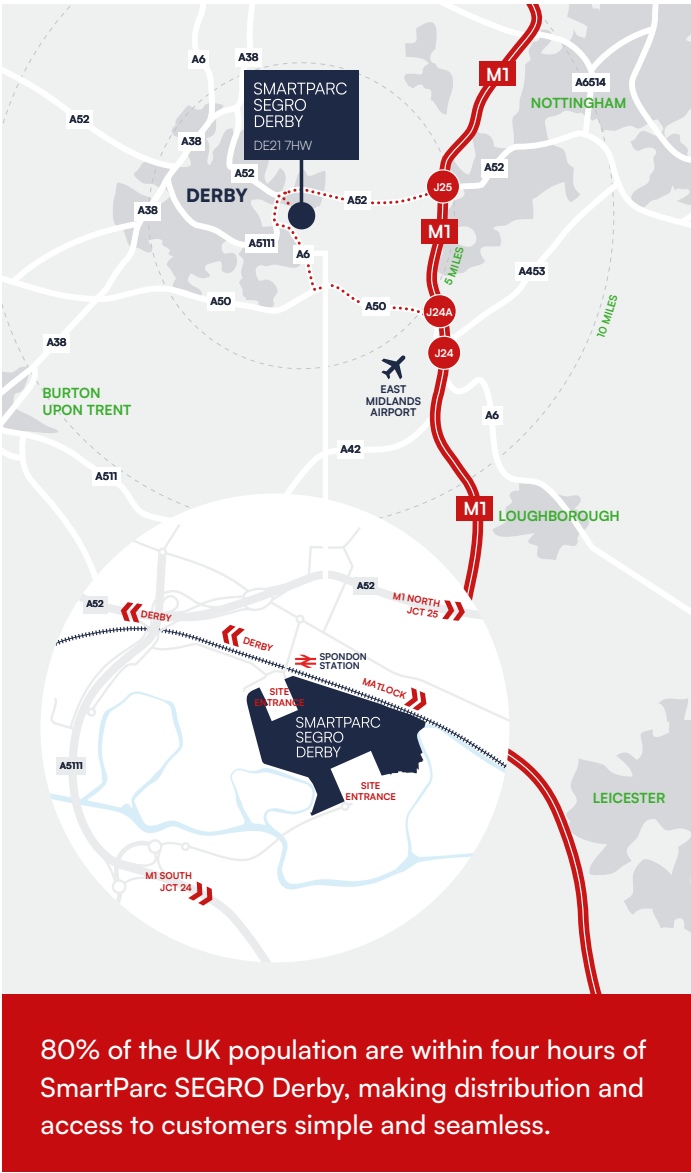 A6
A38
M1
A6514
NOTTINGHAM
SMARTPARC
SEGRO
DERBY
DE21 7HW
A52
A38
A52
A52
J25
DERBY
A52
A38
M1
A5111
A6
5 MILES
A453
A50
A50
J24A
10 MILES
A38
J24
EAST
MIDLANDS
AIRPORT
BURTON
UPON TRENT
A6
A42
A511
M1
LOUGHBOROUGH
A52
A52
M1 NORTH
JCT 25
DERBY
DERBY
SPONDON
STATION
MATLOCK
SITE
ENTRANCE
SMARTPARC
SEGRO
DERBY
A5111
SITE
ENTRANCE
LEICESTER
M1 SOUTH
JCT 24
80% of the UK population are within four hours of
SmartParc SEGRO Derby, making distribution and
access to customers simple and seamless.